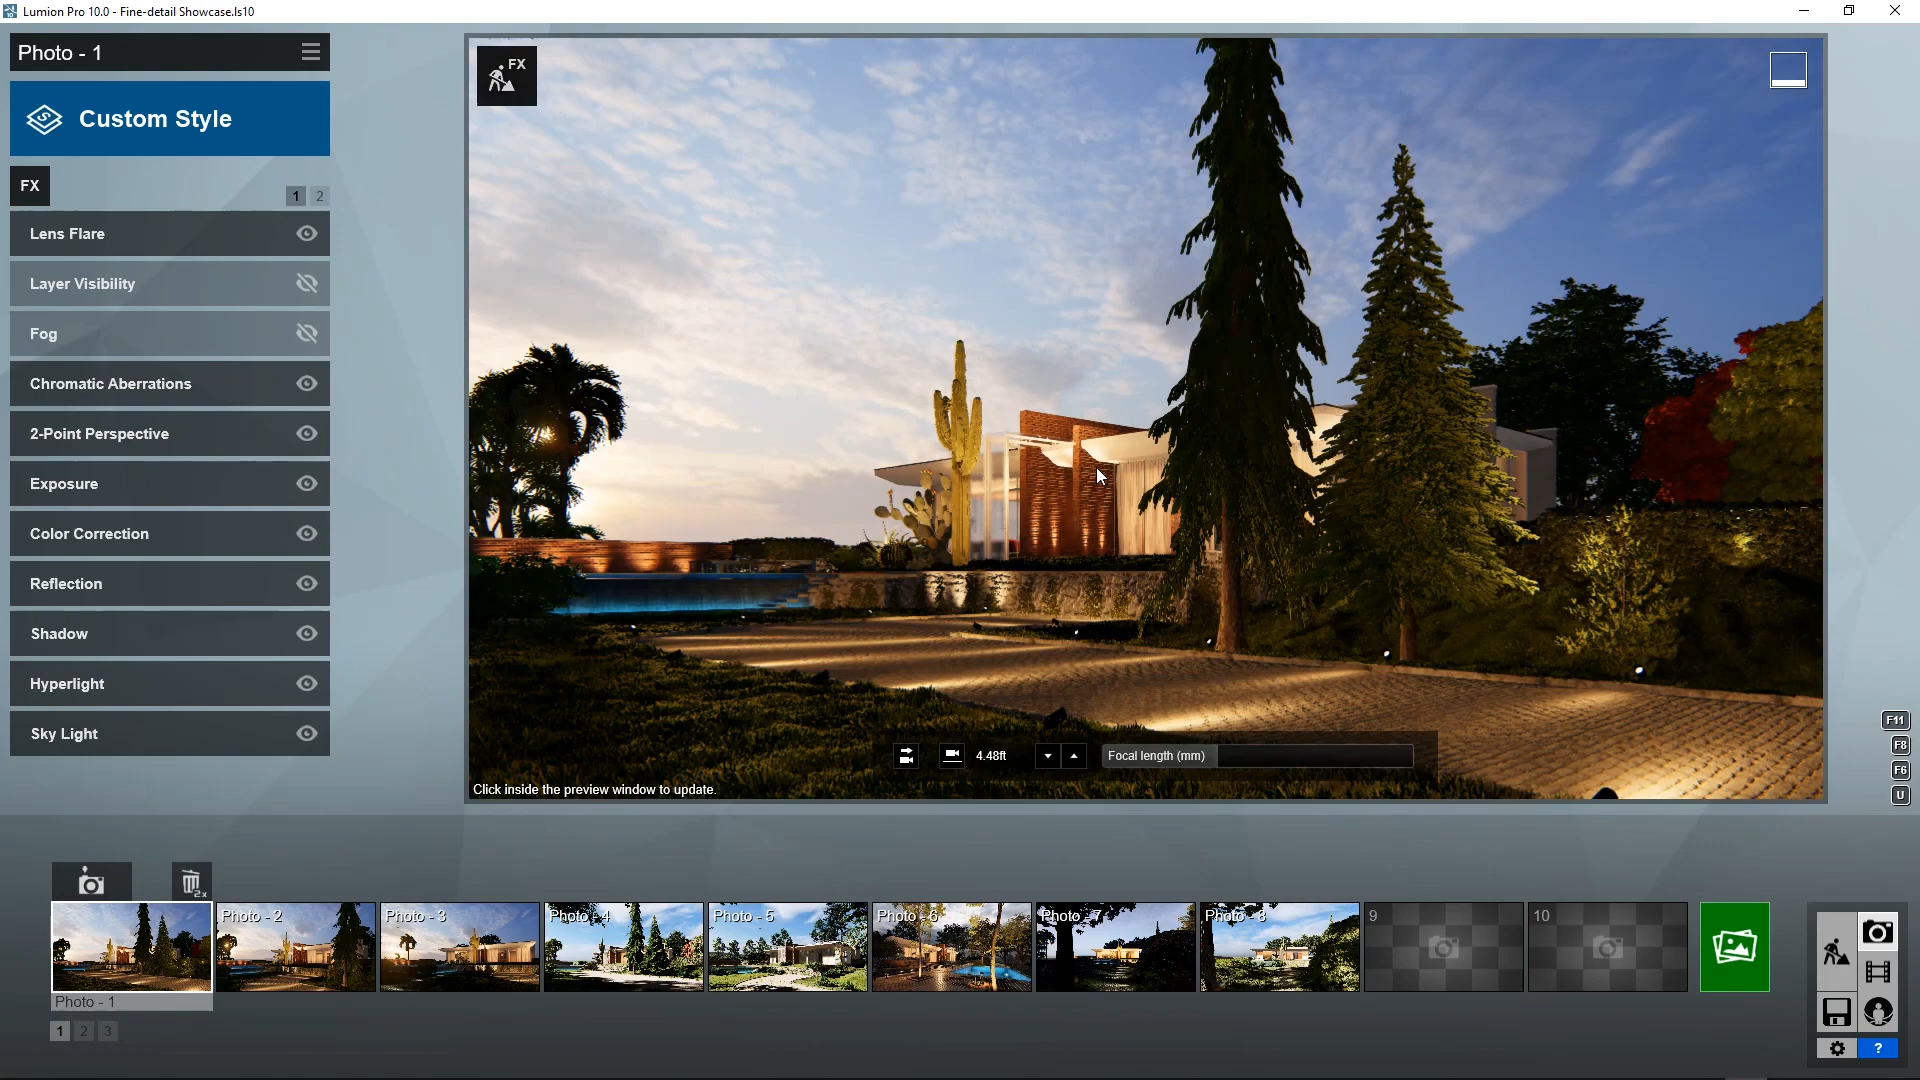 Lumion Pro 10.0 - Fine-detail Showcase.ls10
Photo - 1
Custom Style
FX
1 2
Lens Flare
Layer Visibility
Fog
Chromatic Aberrations
2-Point Perspective
Exposure
Color Correction
Reflection
Shadow
Hyperlight
Sky Light
FX
4.48ft
Focal length (mm)
Click inside the preview window to update.
F11
F8
F6
U
2x
Photo - 2
Photo - 3
Photo - 4
Photo - 5
Photo - 6
Photo - 7
Photo - 8
9
10
Photo - 1
1 2 3
?